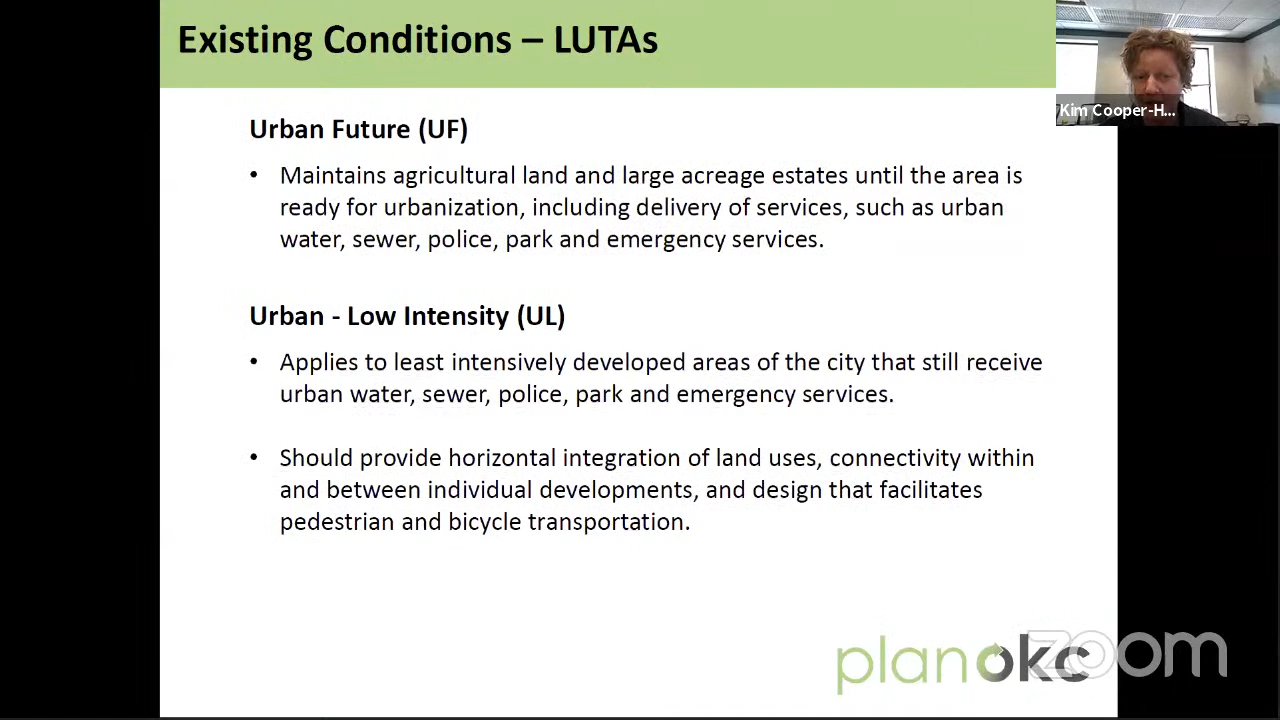 Existing Conditions – LUTAs
Kim Cooper-H...
Urban Future (UF)
• Maintains agricultural land and large acreage estates until the area is
ready for urbanization, including delivery of services, such as urban
water, sewer, police, park and emergency services.
Urban - Low Intensity (UL)
• Applies to least intensively developed areas of the city that still receive
urban water, sewer, police, park and emergency services.
• Should provide horizontal integration of land uses, connectivity within
and between individual developments, and design that facilitates
pedestrian and bicycle transportation.
planokc
zoom